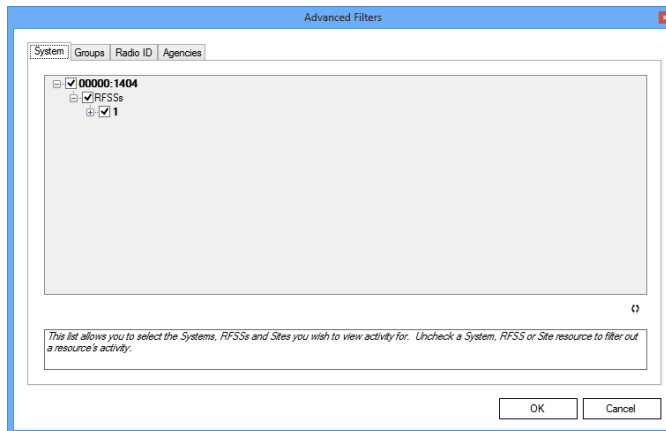 Advanced Filters
System Groups Radio ID Agencies
00000:1404
RFSSs
1
This list allows you to select the Systems, RFSSs and Sites you wish to view activity for. Uncheck a System, RFSS or Site resource to filter out
a resource's activity.
OK Cancel